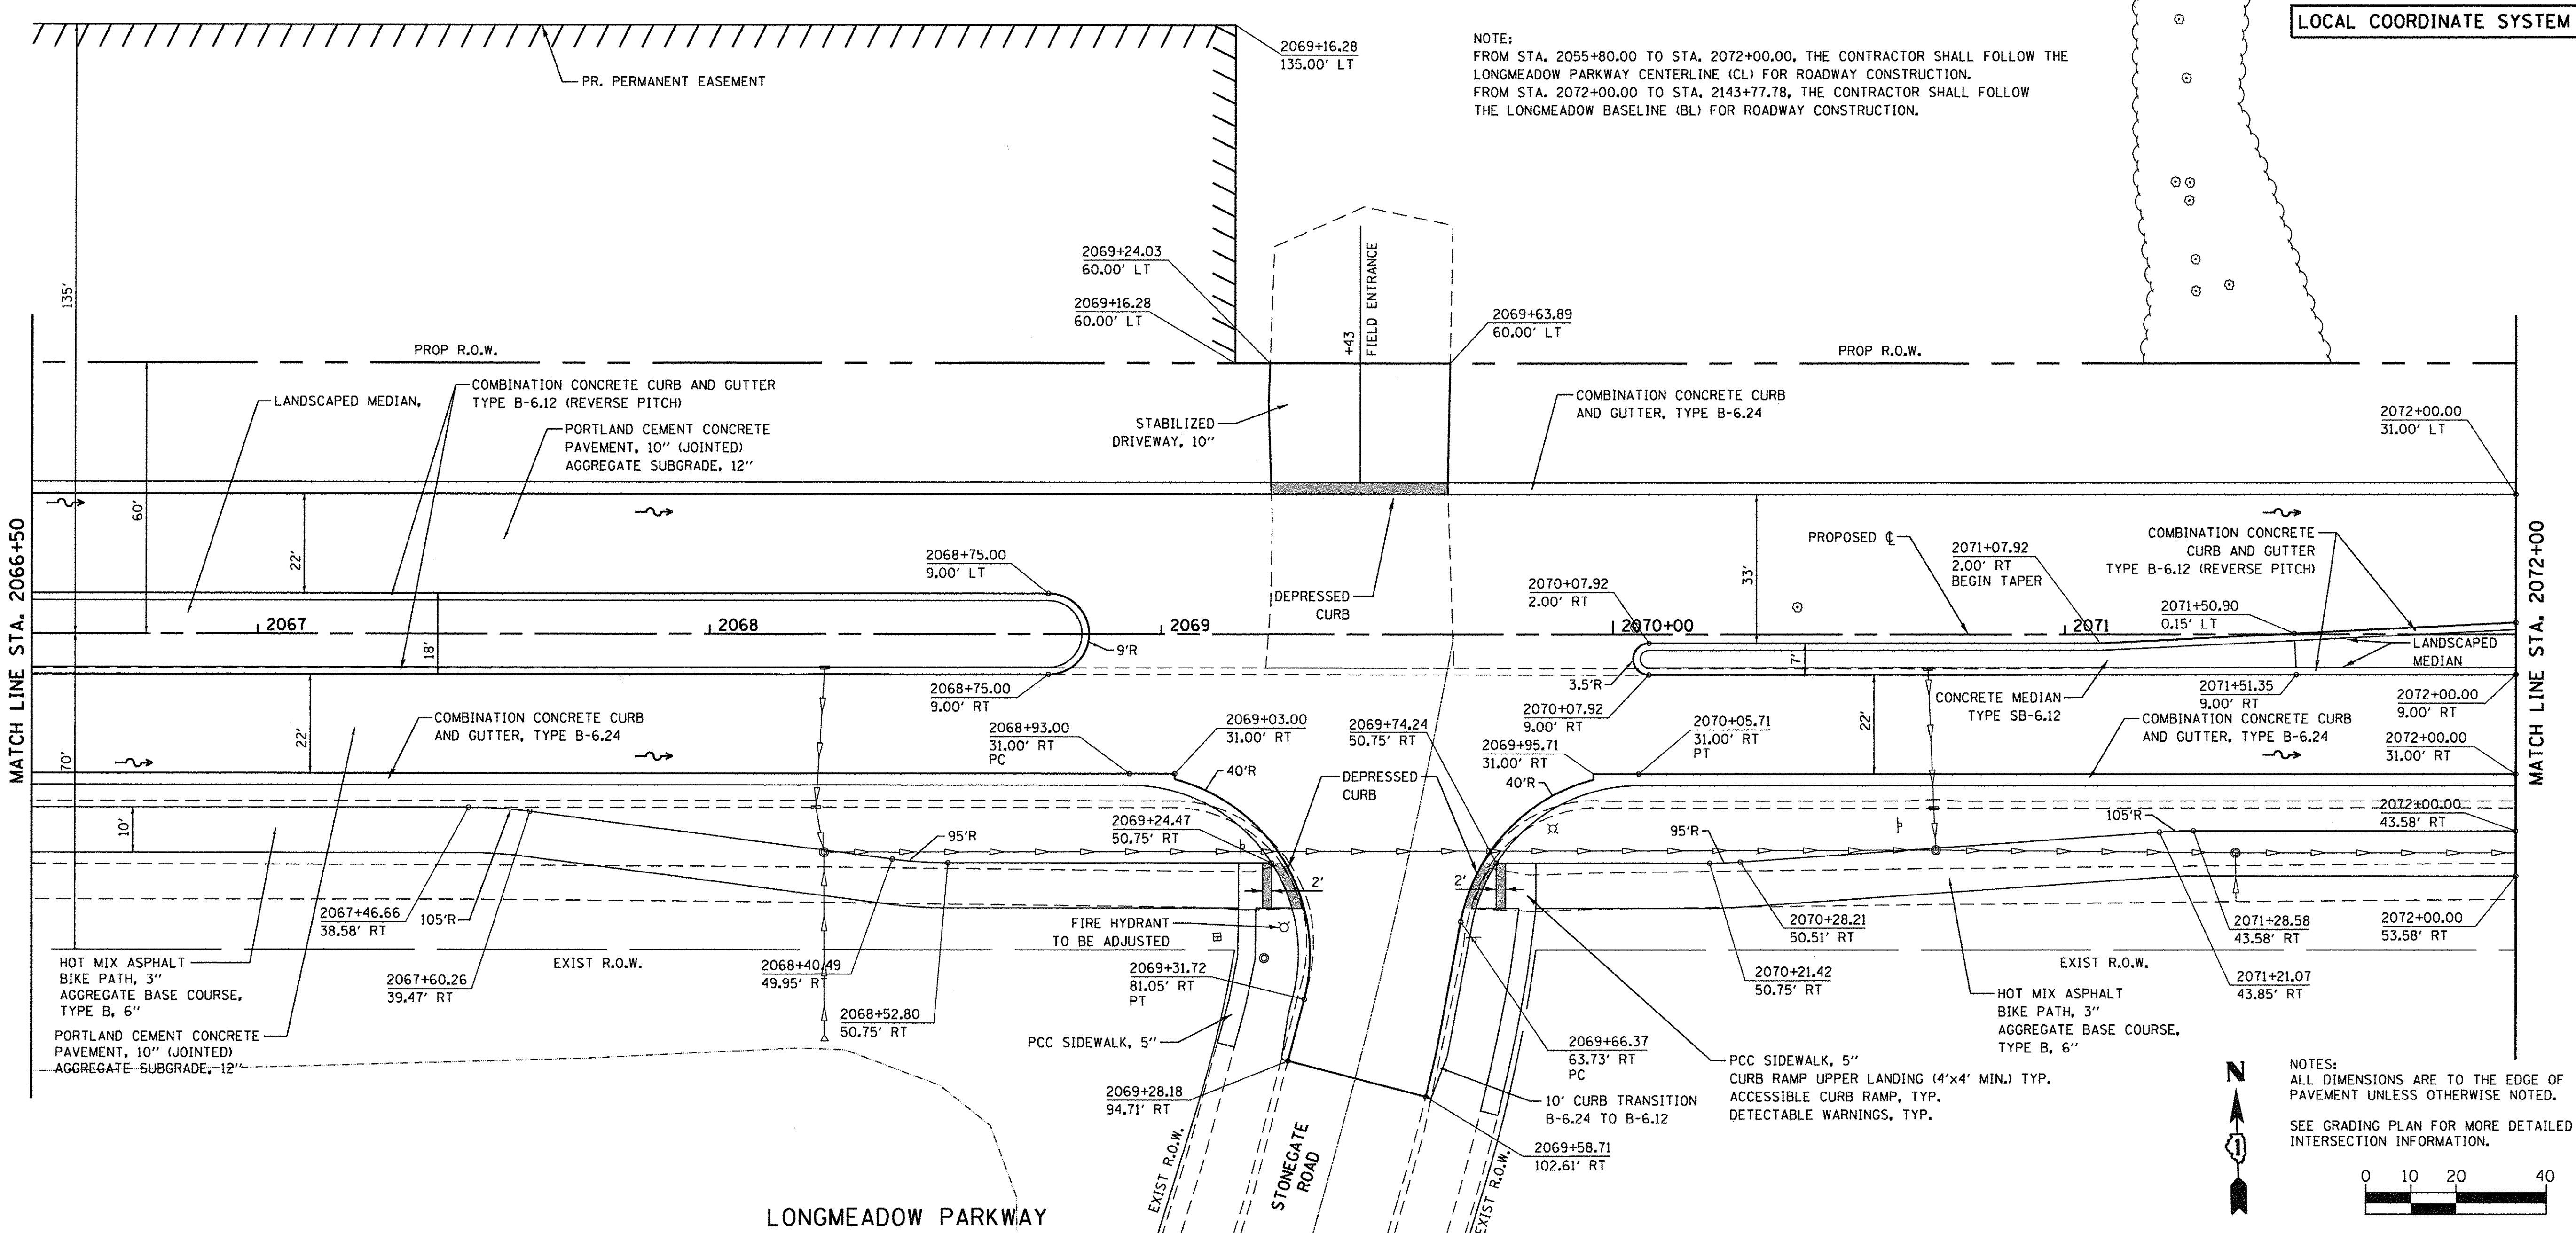 LOCAL COORDINATE SYSTEM
NOTE:
FROM STA. 2055+80.00 TO STA. 2072+00.00, THE CONTRACTOR SHALL FOLLOW THE
LONGMEADOW PARKWAY CENTERLINE (CL) FOR ROADWAY CONSTRUCTION.
FROM STA. 2072+00.00 TO STA. 2143+77.78, THE CONTRACTOR SHALL FOLLOW
THE LONGMEADOW BASELINE (BL) FOR ROADWAY CONSTRUCTION.
2069+16.28
135.00' LT
PR. PERMANENT EASEMENT
135'
2069+24.03
60.00' LT
2069+16.28
60.00' LT
+43
FIELD ENTRANCE
2069+63.89
60.00' LT
PROP R.O.W.
PROP R.O.W.
LANDSCAPED MEDIAN,
COMBINATION CONCRETE CURB AND GUTTER
TYPE B-6.12 (REVERSE PITCH)
PORTLAND CEMENT CONCRETE
PAVEMENT, 10" (JOINTED)
AGGREGATE SUBGRADE, 12"
STABILIZED
DRIVEWAY, 10"
COMBINATION CONCRETE CURB
AND GUTTER, TYPE B-6.24
2072+00.00
31.00' LT
60'
22'
33'
MATCH LINE STA. 2066+50
MATCH LINE STA. 2072+00
2068+75.00
9.00' LT
DEPRESSED
CURB
2070+07.92
2.00' RT
PROPOSED ℄
2071+07.92
2.00' RT
BEGIN TAPER
COMBINATION CONCRETE
CURB AND GUTTER
TYPE B-6.12 (REVERSE PITCH)
2071+50.90
0.15' LT
2067
2068
2069
2070+00
2071
18'
9'R
7'
3.5'R
LANDSCAPED
MEDIAN
2068+75.00
9.00' RT
2070+07.92
9.00' RT
CONCRETE MEDIAN
TYPE SB-6.12
2071+51.35
9.00' RT
2072+00.00
9.00' RT
COMBINATION CONCRETE CURB
AND GUTTER, TYPE B-6.24
22'
70'
2068+93.00
31.00' RT
PC
2069+03.00
31.00' RT
2069+74.24
50.75' RT
2069+95.71
31.00' RT
2070+05.71
31.00' RT
PT
22'
COMBINATION CONCRETE CURB
AND GUTTER, TYPE B-6.24
2072+00.00
31.00' RT
40'R
DEPRESSED
CURB
40'R
10'
2069+24.47
50.75' RT
95'R
95'R
105'R
2072+00.00
43.58' RT
2'
2'
2067+46.66
38.58' RT
105'R
FIRE HYDRANT
TO BE ADJUSTED
2070+28.21
50.51' RT
2071+28.58
43.58' RT
2072+00.00
53.58' RT
HOT MIX ASPHALT
BIKE PATH, 3"
AGGREGATE BASE COURSE,
TYPE B, 6"
2067+60.26
39.47' RT
EXIST R.O.W.
2068+40.49
49.95' RT
2069+31.72
81.05' RT
PT
2070+21.42
50.75' RT
EXIST R.O.W.
2071+21.07
43.85' RT
HOT MIX ASPHALT
BIKE PATH, 3"
AGGREGATE BASE COURSE,
TYPE B, 6"
PORTLAND CEMENT CONCRETE
PAVEMENT, 10" (JOINTED)
AGGREGATE SUBGRADE, 12"
2068+52.80
50.75' RT
PCC SIDEWALK, 5"
2069+66.37
63.73' RT
PC
PCC SIDEWALK, 5"
CURB RAMP UPPER LANDING (4'x4' MIN.) TYP.
ACCESSIBLE CURB RAMP, TYP.
DETECTABLE WARNINGS, TYP.
2069+28.18
94.71' RT
10' CURB TRANSITION
B-6.24 TO B-6.12
2069+58.71
102.61' RT
EXIST R.O.W.
STONEGATE
ROAD
EXIST R.O.W.
LONGMEADOW PARKWAY
N
1
NOTES:
ALL DIMENSIONS ARE TO THE EDGE OF
PAVEMENT UNLESS OTHERWISE NOTED.
SEE GRADING PLAN FOR MORE DETAILED
INTERSECTION INFORMATION.
0 10 20 40